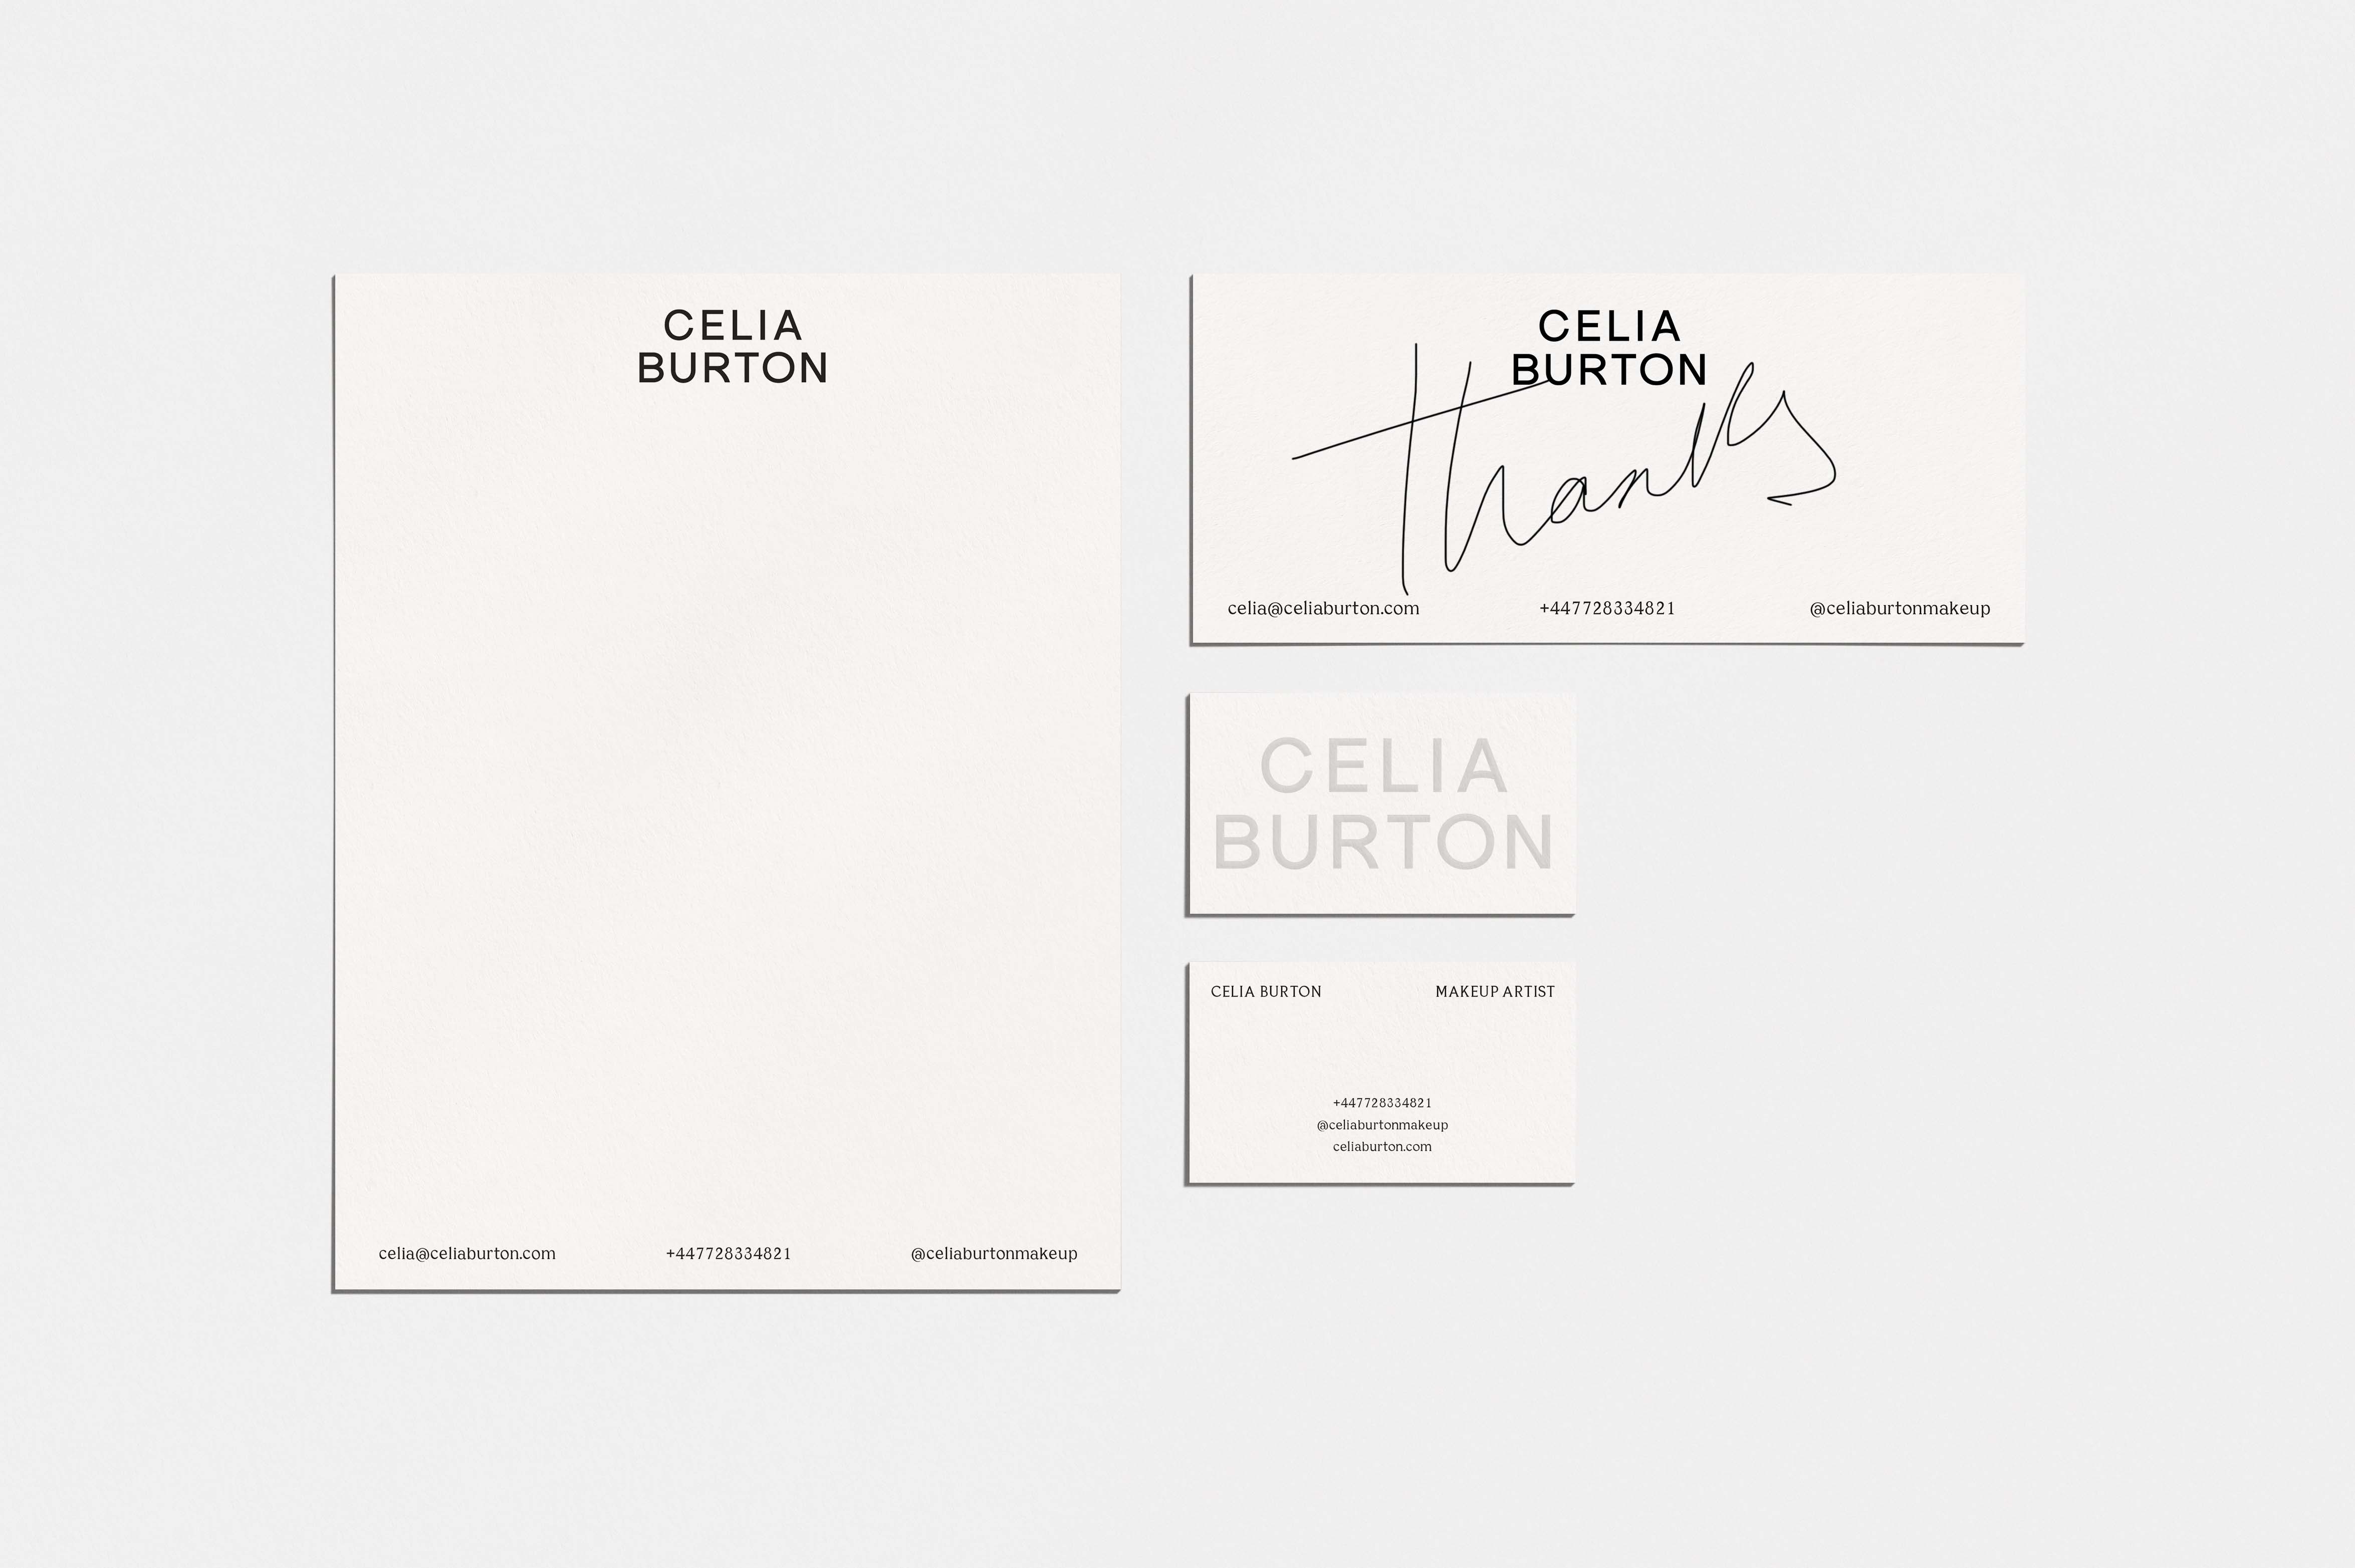 CELIA
BURTON
celia@celiaburton.com +447728334821 @celiaburtonmakeup
CELIA
BURTON
Thanks
celia@celiaburton.com +447728334821 @celiaburtonmakeup
CELIA
BURTON
CELIA BURTON MAKEUP ARTIST
+447728334821
@celiaburtonmakeup
celiaburton.com